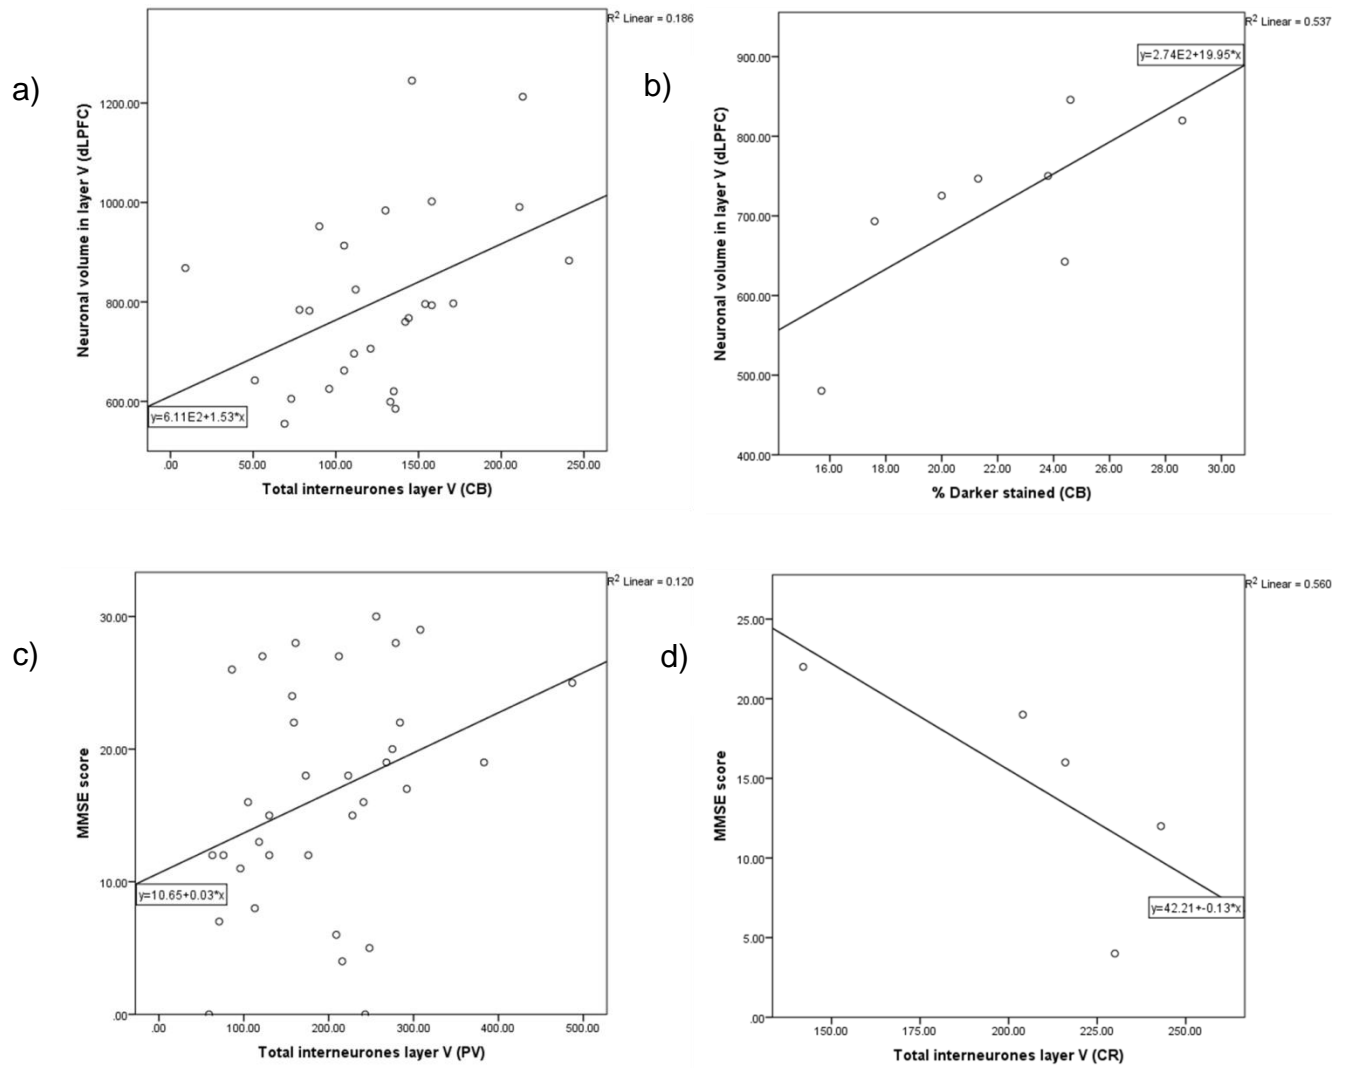 a)
R² Linear = 0.186
Neuronal volume in layer V (dLPFC)
1200.00
1000.00
800.00
600.00
y=6.11E2+1.53*x
.00 50.00 100.00 150.00 200.00 250.00
Total interneurones layer V (CB)
b)
R² Linear = 0.537
y=2.74E2+19.95*x
Neuronal volume in layer V (dLPFC)
900.00
800.00
700.00
600.00
500.00
400.00
16.00 18.00 20.00 22.00 24.00 26.00 28.00 30.00
% Darker stained (CB)
c)
R² Linear = 0.120
MMSE score
30.00
20.00
10.00
.00
y=10.65+0.03*x
.00 100.00 200.00 300.00 400.00 500.00
Total interneurones layer V (PV)
d)
R² Linear = 0.560
MMSE score
25.00
20.00
15.00
10.00
5.00
.00
y=42.21+-0.13*x
150.00 175.00 200.00 225.00 250.00
Total interneurones layer V (CR)